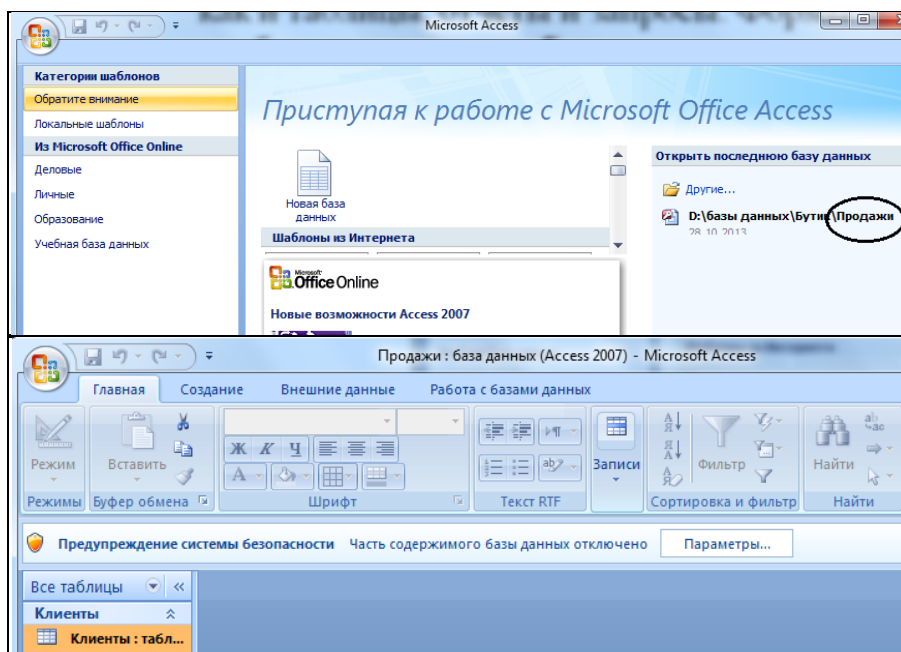 Microsoft Access
Категории шаблонов
Обратите внимание
Локальные шаблоны
Из Microsoft Office Online
Деловые
Личные
Образование
Учебная база данных
Приступая к работе с Microsoft Office Access
Новая база
данных
Шаблоны из Интернета
Microsoft
Office Online
Новые возможности Access 2007
Открыть последнюю базу данных
Другие...
D:\базы данных\Бутик\Продажи
28.10.2013
Продажи : база данных (Access 2007) - Microsoft Access
Главная Создание Внешние данные Работа с базами данных
Режим
Вставить
Ж К Ч
Записи
Фильтр
Найти
Режимы Буфер обмена Шрифт Текст RTF Сортировка и фильтр Найти
Предупреждение системы безопасности Часть содержимого базы данных отключено Параметры...
Все таблицы
Клиенты
Клиенты : табл...